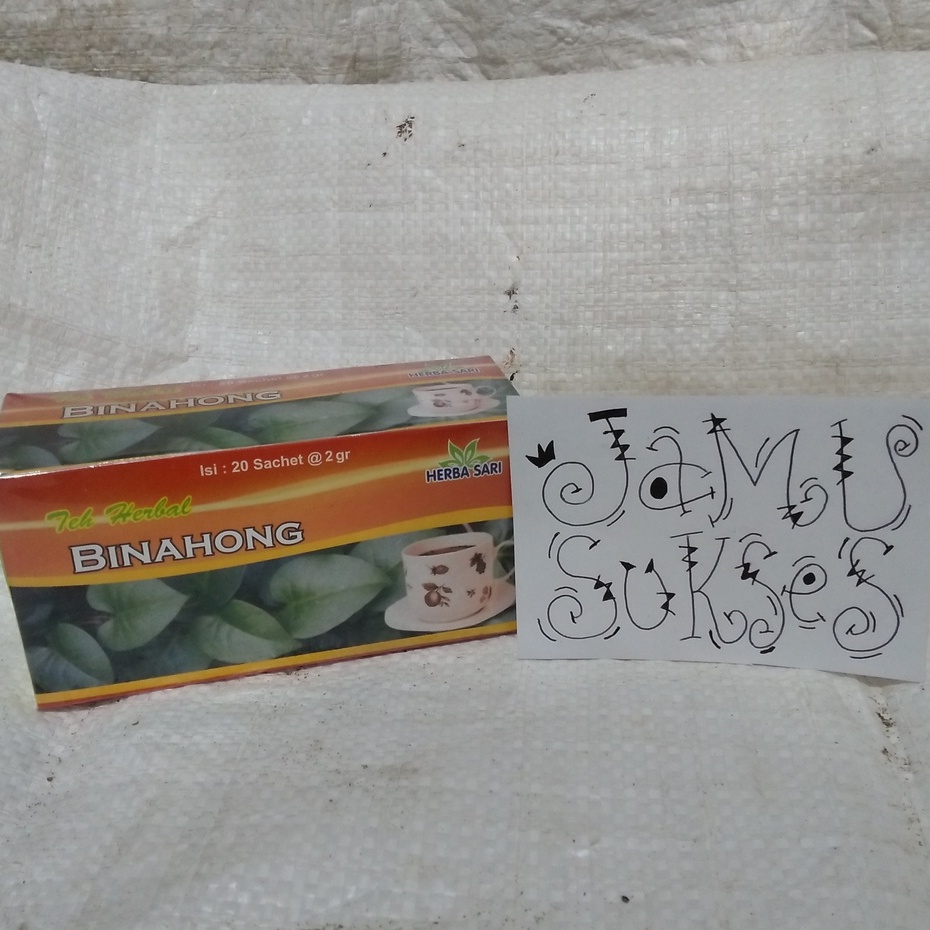 BINAHONG
HERBA SARI
Isi : 20 Sachet @ 2 gr
HERBA SARI
Teh Herbal
BINAHONG
JaMU
SuKSeS